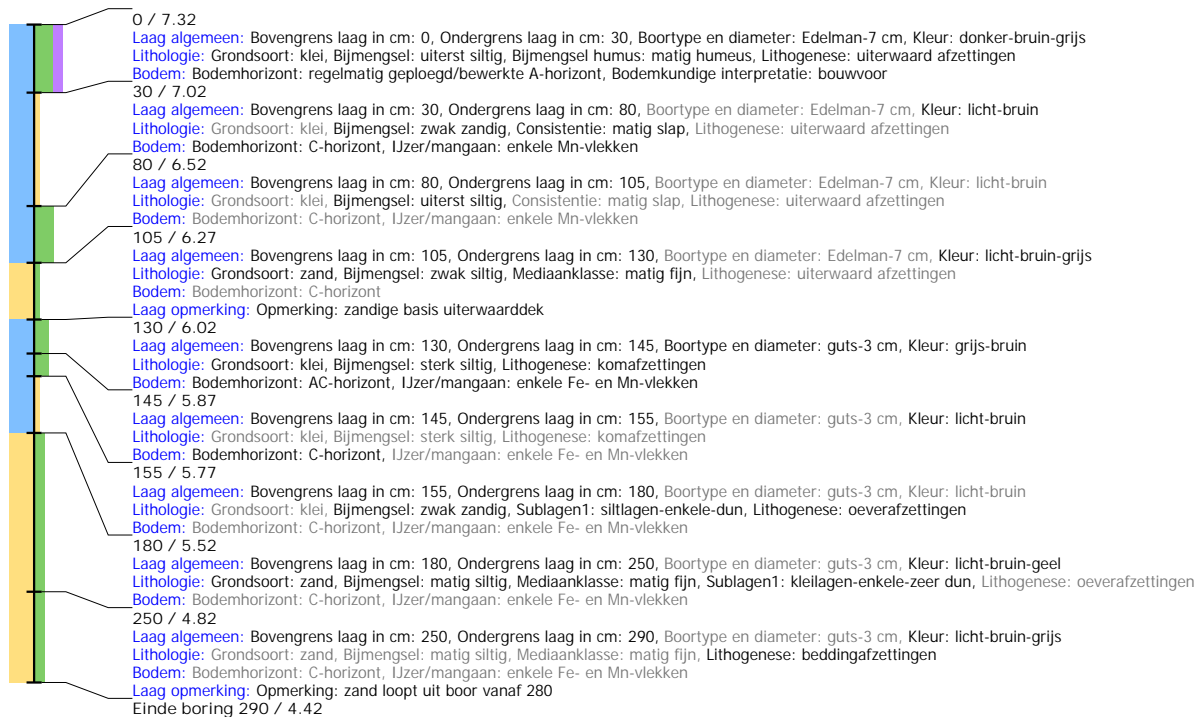 0 / 7.32
Laag algemeen: Bovengrens laag in cm: 0, Ondergrens laag in cm: 30, Boortype en diameter: Edelman-7 cm, Kleur: donker-bruin-grijs
Lithologie: Grondsoort: klei, Bijmengsel: uiterst siltig, Bijmengsel humus: matig humeus, Lithogenese: uiterwaard afzettingen
Bodem: Bodemhorizont: regelmatig geploegd/bewerkte A-horizont, Bodemkundige interpretatie: bouwvoor
30 / 7.02
Laag algemeen: Bovengrens laag in cm: 30, Ondergrens laag in cm: 80, Boortype en diameter: Edelman-7 cm, Kleur: licht-bruin
Lithologie: Grondsoort: klei, Bijmengsel: zwak zandig, Consistentie: matig slap, Lithogenese: uiterwaard afzettingen
Bodem: Bodemhorizont: C-horizont, IJzer/mangaan: enkele Mn-vlekken
80 / 6.52
Laag algemeen: Bovengrens laag in cm: 80, Ondergrens laag in cm: 105, Boortype en diameter: Edelman-7 cm, Kleur: licht-bruin
Lithologie: Grondsoort: klei, Bijmengsel: uiterst siltig, Consistentie: matig slap, Lithogenese: uiterwaard afzettingen
Bodem: Bodemhorizont: C-horizont, IJzer/mangaan: enkele Mn-vlekken
105 / 6.27
Laag algemeen: Bovengrens laag in cm: 105, Ondergrens laag in cm: 130, Boortype en diameter: Edelman-7 cm, Kleur: licht-bruin-grijs
Lithologie: Grondsoort: zand, Bijmengsel: zwak siltig, Mediaanklasse: matig fijn, Lithogenese: uiterwaard afzettingen
Bodem: Bodemhorizont: C-horizont
Laag opmerking: Opmerking: zandige basis uiterwaarddek
130 / 6.02
Laag algemeen: Bovengrens laag in cm: 130, Ondergrens laag in cm: 145, Boortype en diameter: guts-3 cm, Kleur: grijs-bruin
Lithologie: Grondsoort: klei, Bijmengsel: sterk siltig, Lithogenese: komafzettingen
Bodem: Bodemhorizont: AC-horizont, IJzer/mangaan: enkele Fe- en Mn-vlekken
145 / 5.87
Laag algemeen: Bovengrens laag in cm: 145, Ondergrens laag in cm: 155, Boortype en diameter: guts-3 cm, Kleur: licht-bruin
Lithologie: Grondsoort: klei, Bijmengsel: sterk siltig, Lithogenese: komafzettingen
Bodem: Bodemhorizont: C-horizont, IJzer/mangaan: enkele Fe- en Mn-vlekken
155 / 5.77
Laag algemeen: Bovengrens laag in cm: 155, Ondergrens laag in cm: 180, Boortype en diameter: guts-3 cm, Kleur: licht-bruin
Lithologie: Grondsoort: klei, Bijmengsel: zwak zandig, Sublagen1: siltlagen-enkele-dun, Lithogenese: oeverafzettingen
Bodem: Bodemhorizont: C-horizont, IJzer/mangaan: enkele Fe- en Mn-vlekken
180 / 5.52
Laag algemeen: Bovengrens laag in cm: 180, Ondergrens laag in cm: 250, Boortype en diameter: guts-3 cm, Kleur: licht-bruin-geel
Lithologie: Grondsoort: zand, Bijmengsel: matig siltig, Mediaanklasse: matig fijn, Sublagen1: kleilagen-enkele-zeer dun, Lithogenese: oeverafzettingen
Bodem: Bodemhorizont: C-horizont, IJzer/mangaan: enkele Fe- en Mn-vlekken
250 / 4.82
Laag algemeen: Bovengrens laag in cm: 250, Ondergrens laag in cm: 290, Boortype en diameter: guts-3 cm, Kleur: licht-bruin-grijs
Lithologie: Grondsoort: zand, Bijmengsel: matig siltig, Mediaanklasse: matig fijn, Lithogenese: beddingafzettingen
Bodem: Bodemhorizont: C-horizont, IJzer/mangaan: enkele Fe- en Mn-vlekken
Laag opmerking: Opmerking: zand loopt uit boor vanaf 280
Einde boring 290 / 4.42